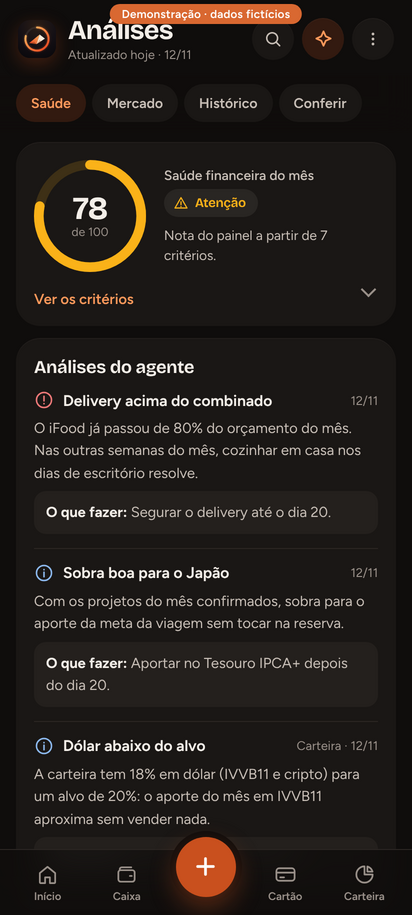 Demonstração · dados fictícios
Análises
Atualizado hoje · 12/11
Saúde
Mercado
Histórico
Conferir
78
de 100
Saúde financeira do mês
Atenção
Nota do painel a partir de 7
critérios.
Ver os critérios
Análises do agente
Delivery acima do combinado
12/11
O iFood já passou de 80% do orçamento do mês.
Nas outras semanas do mês, cozinhar em casa nos
dias de escritório resolve.
O que fazer: Segurar o delivery até o dia 20.
Sobra boa para o Japão
12/11
Com os projetos do mês confirmados, sobra para o
aporte da meta da viagem sem tocar na reserva.
O que fazer: Aportar no Tesouro IPCA+ depois
do dia 20.
Dólar abaixo do alvo
Carteira · 12/11
A carteira tem 18% em dólar (IVVB11 e cripto) para
um alvo de 20%: o aporte do mês em IVVB11
aproxima sem vender nada.
Início
Caixa
Cartão
Carteira